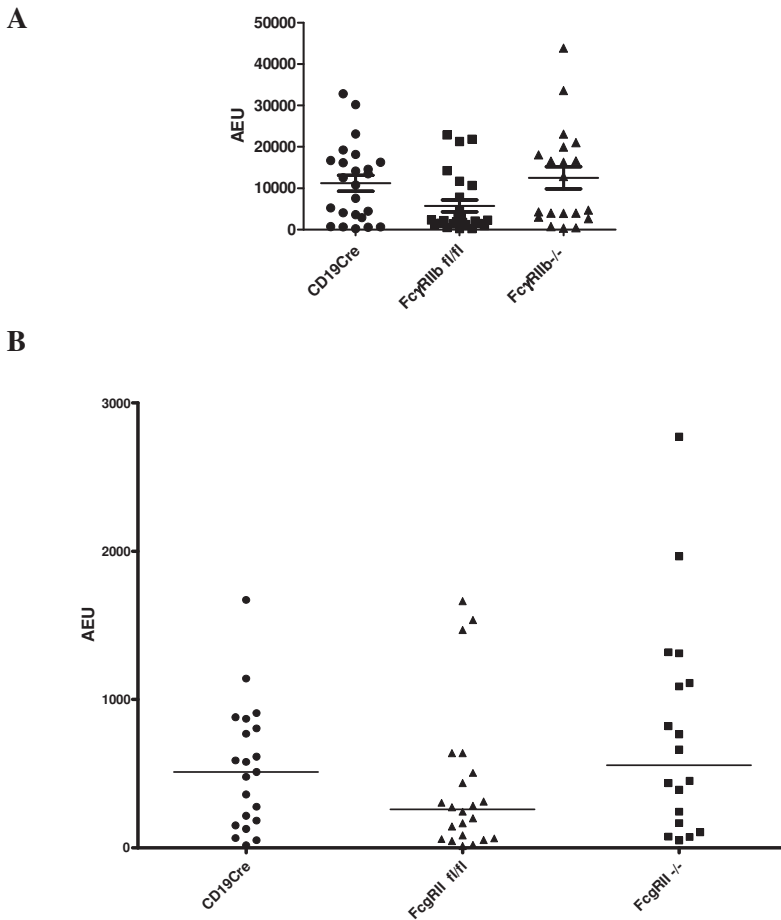 A
50000
40000
30000
20000
10000
0
AEU
CD19Cre
FcγRIIb fl/fl
FcγRIIb-/-
B
3000
2000
1000
0
AEU
CD19Cre
FcgRII fl/fl
FcgRII -/-